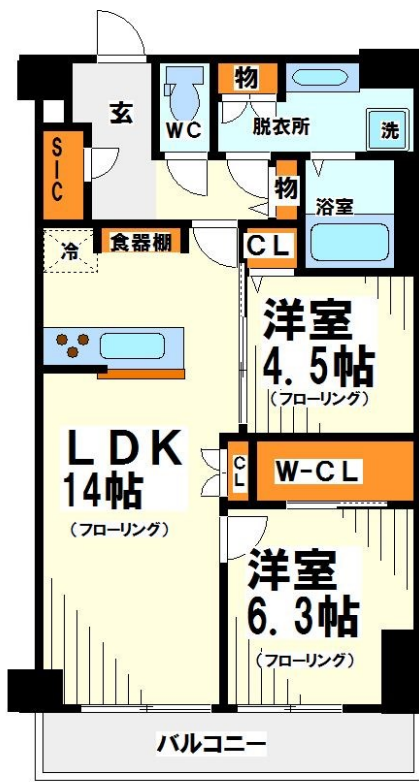 玄
WC
物
脱衣所
洗
SIC
物
浴室
冷
食器棚
CL
洋室
4.5帖
(フローリング)
LDK
14帖
(フローリング)
CL
W-CL
洋室
6.3帖
(フローリング)
バルコニー